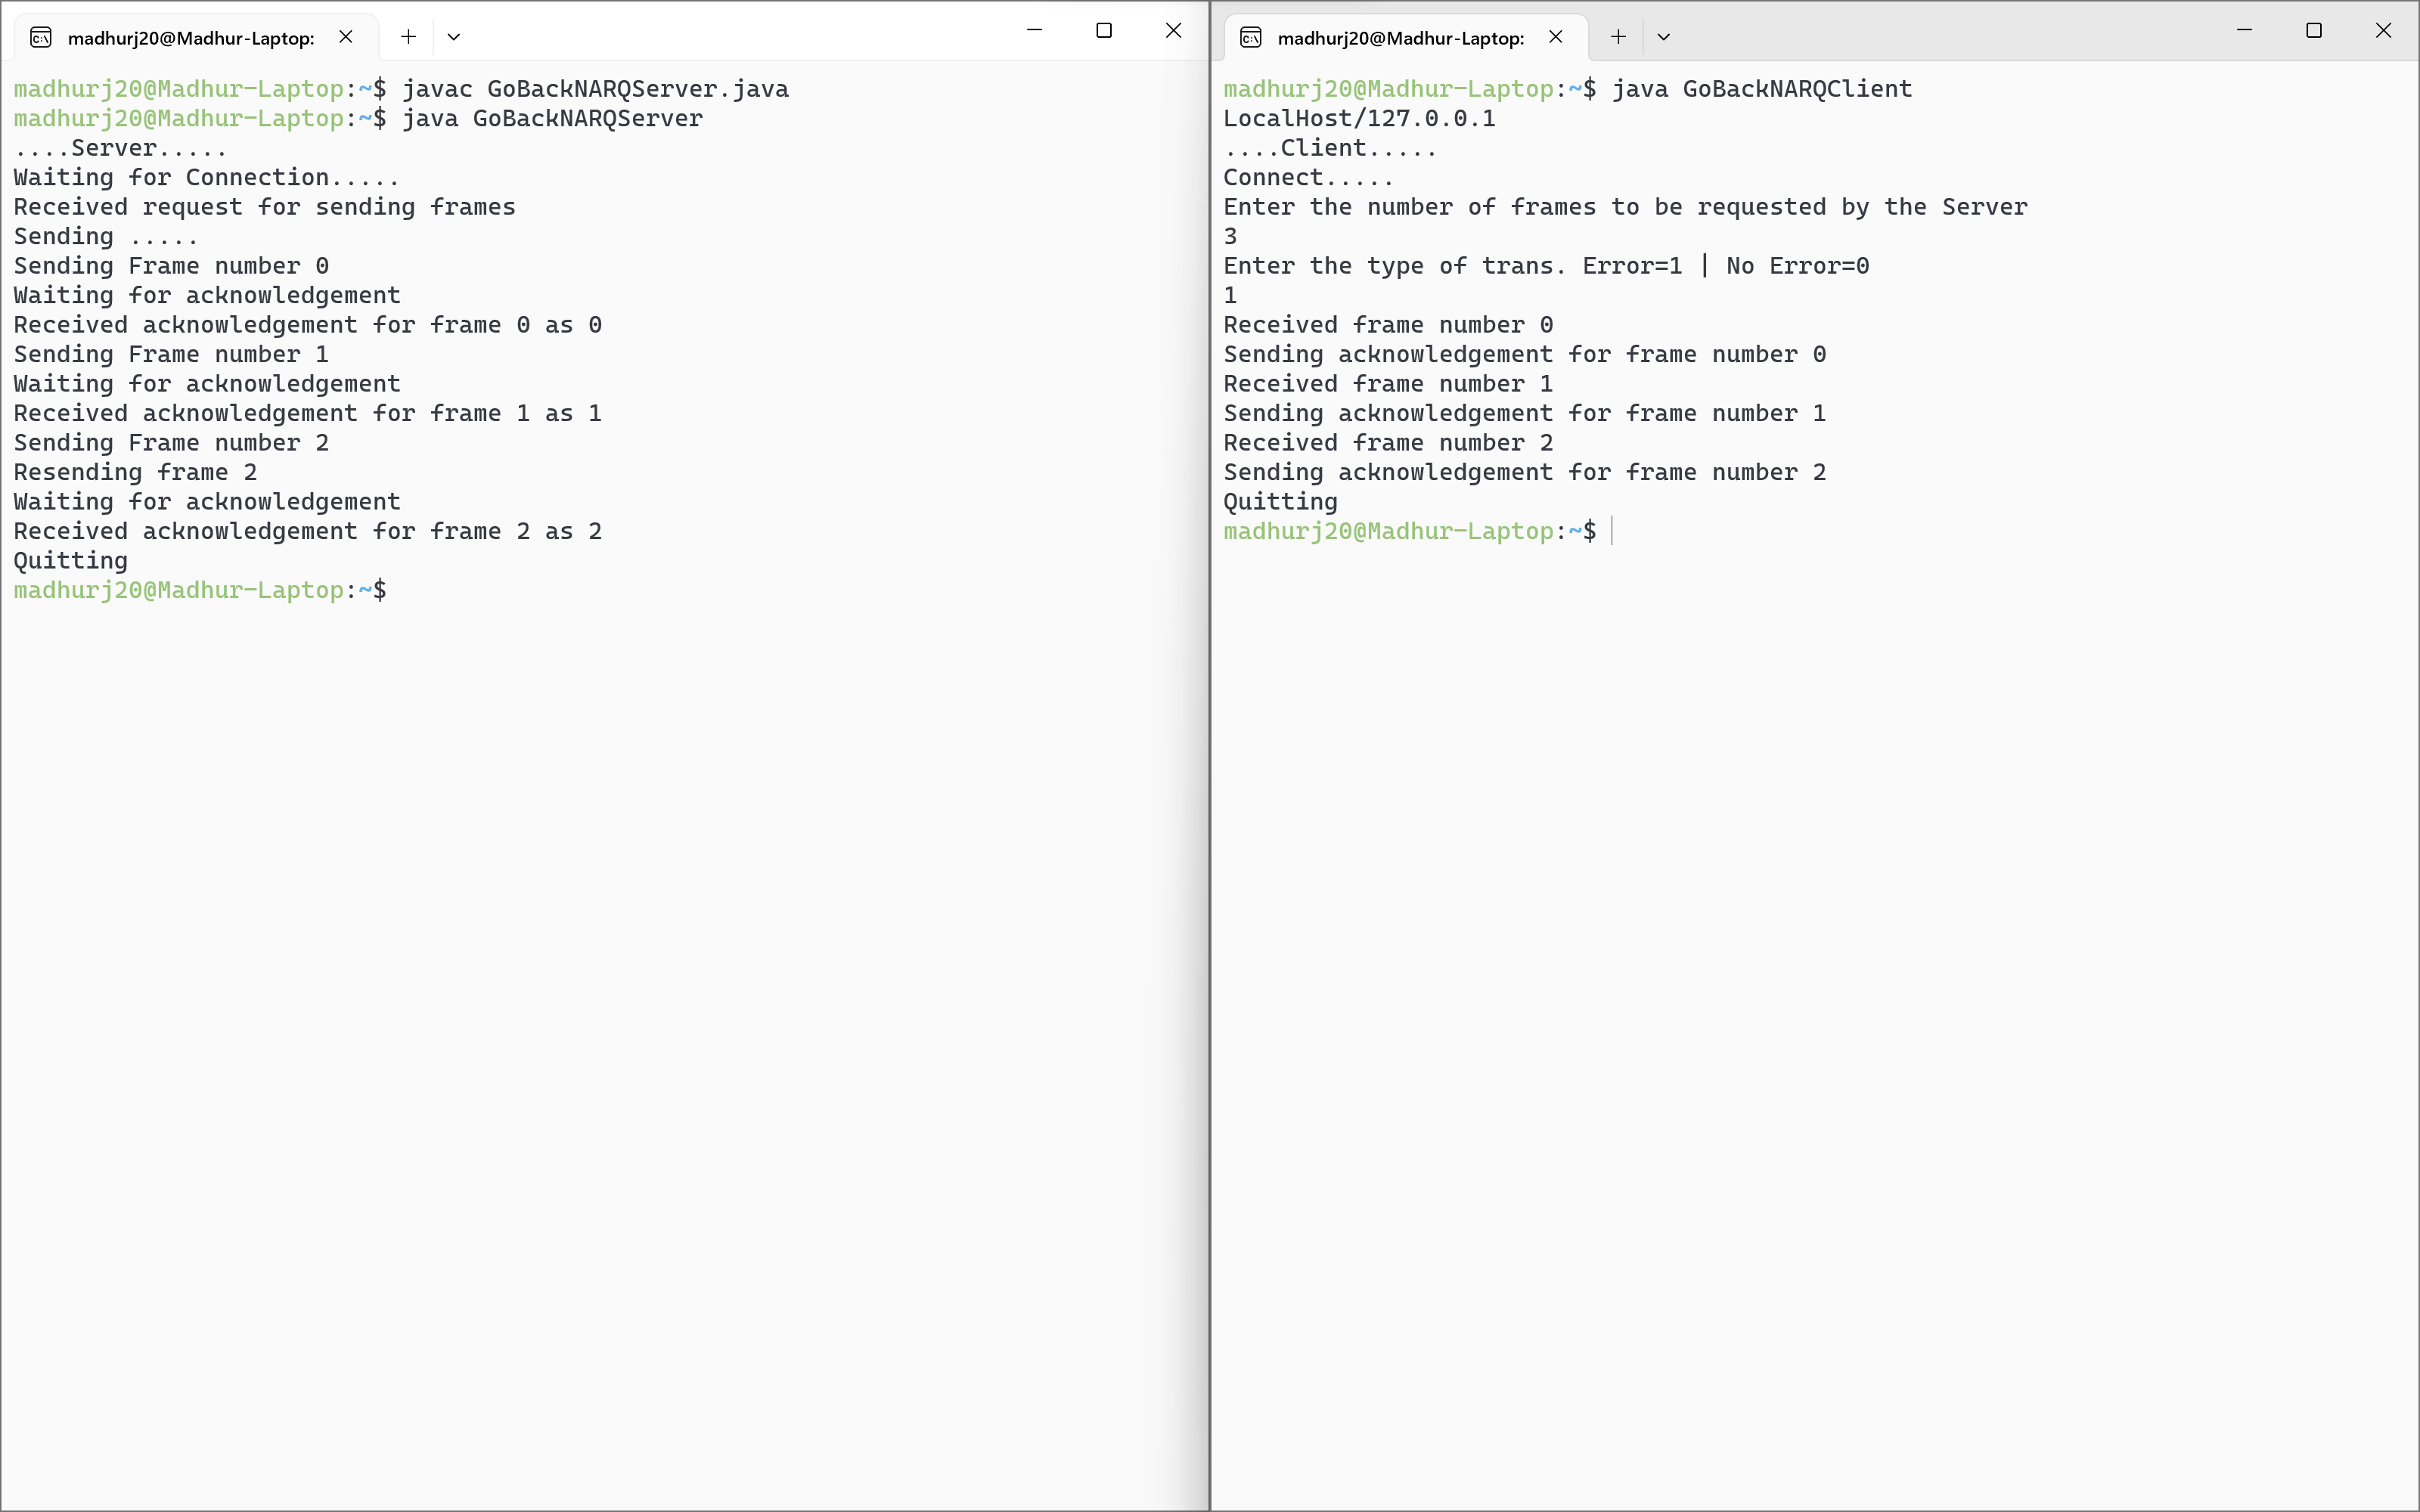 madhurj20@Madhur-Laptop:
madhurj20@Madhur-Laptop:~$ javac GoBackNARQServer.java
madhurj20@Madhur-Laptop:~$ java GoBackNARQServer
....Server.....
Waiting for Connection.....
Received request for sending frames
Sending .....
Sending Frame number 0
Waiting for acknowledgement
Received acknowledgement for frame 0 as 0
Sending Frame number 1
Waiting for acknowledgement
Received acknowledgement for frame 1 as 1
Sending Frame number 2
Resending frame 2
Waiting for acknowledgement
Received acknowledgement for frame 2 as 2
Quitting
madhurj20@Madhur-Laptop:~$
madhurj20@Madhur-Laptop:
madhurj20@Madhur-Laptop:~$ java GoBackNARQClient
LocalHost/127.0.0.1
....Client.....
Connect.....
Enter the number of frames to be requested by the Server
3
Enter the type of trans. Error=1 | No Error=0
1
Received frame number 0
Sending acknowledgement for frame number 0
Received frame number 1
Sending acknowledgement for frame number 1
Received frame number 2
Sending acknowledgement for frame number 2
Quitting
madhurj20@Madhur-Laptop:~$